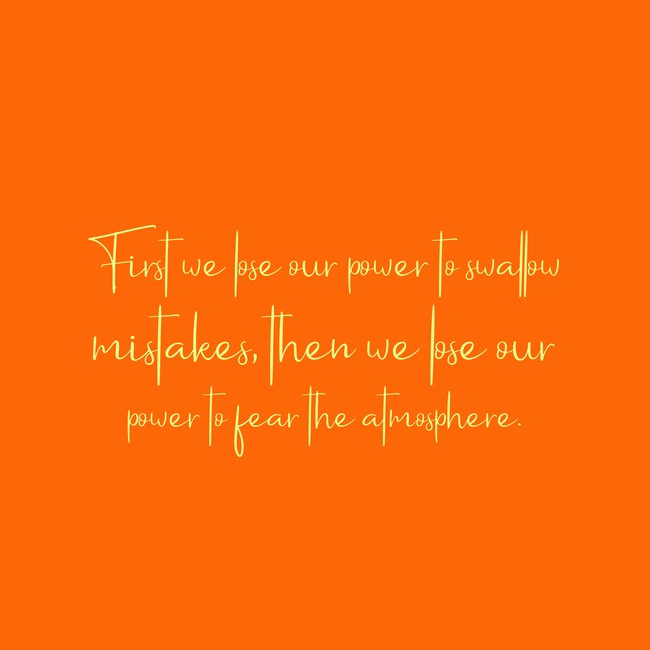 First we lose our power to swallow
mistakes, then we lose our
power to fear the atmosphere.